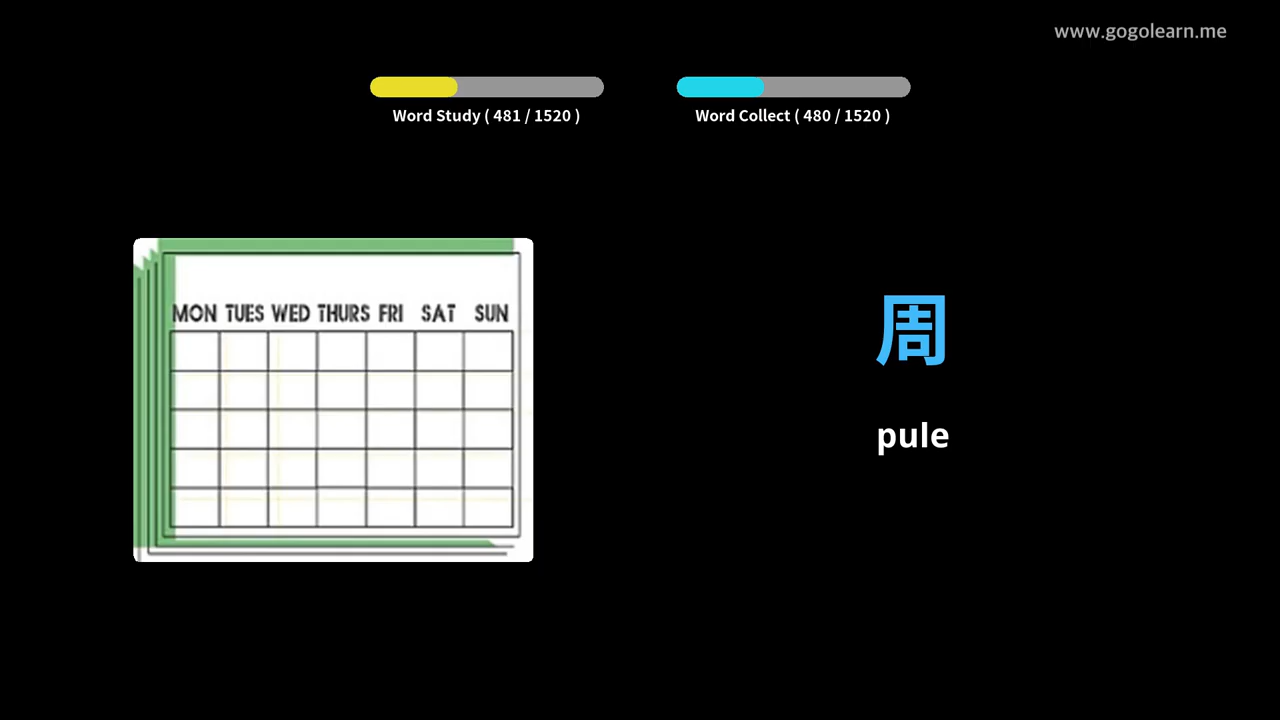 www.gogolearn.me
Word Study ( 481 / 1520 )
Word Collect ( 480 / 1520 )
MON TUES WED THURS FRI SAT SUN
周
pule